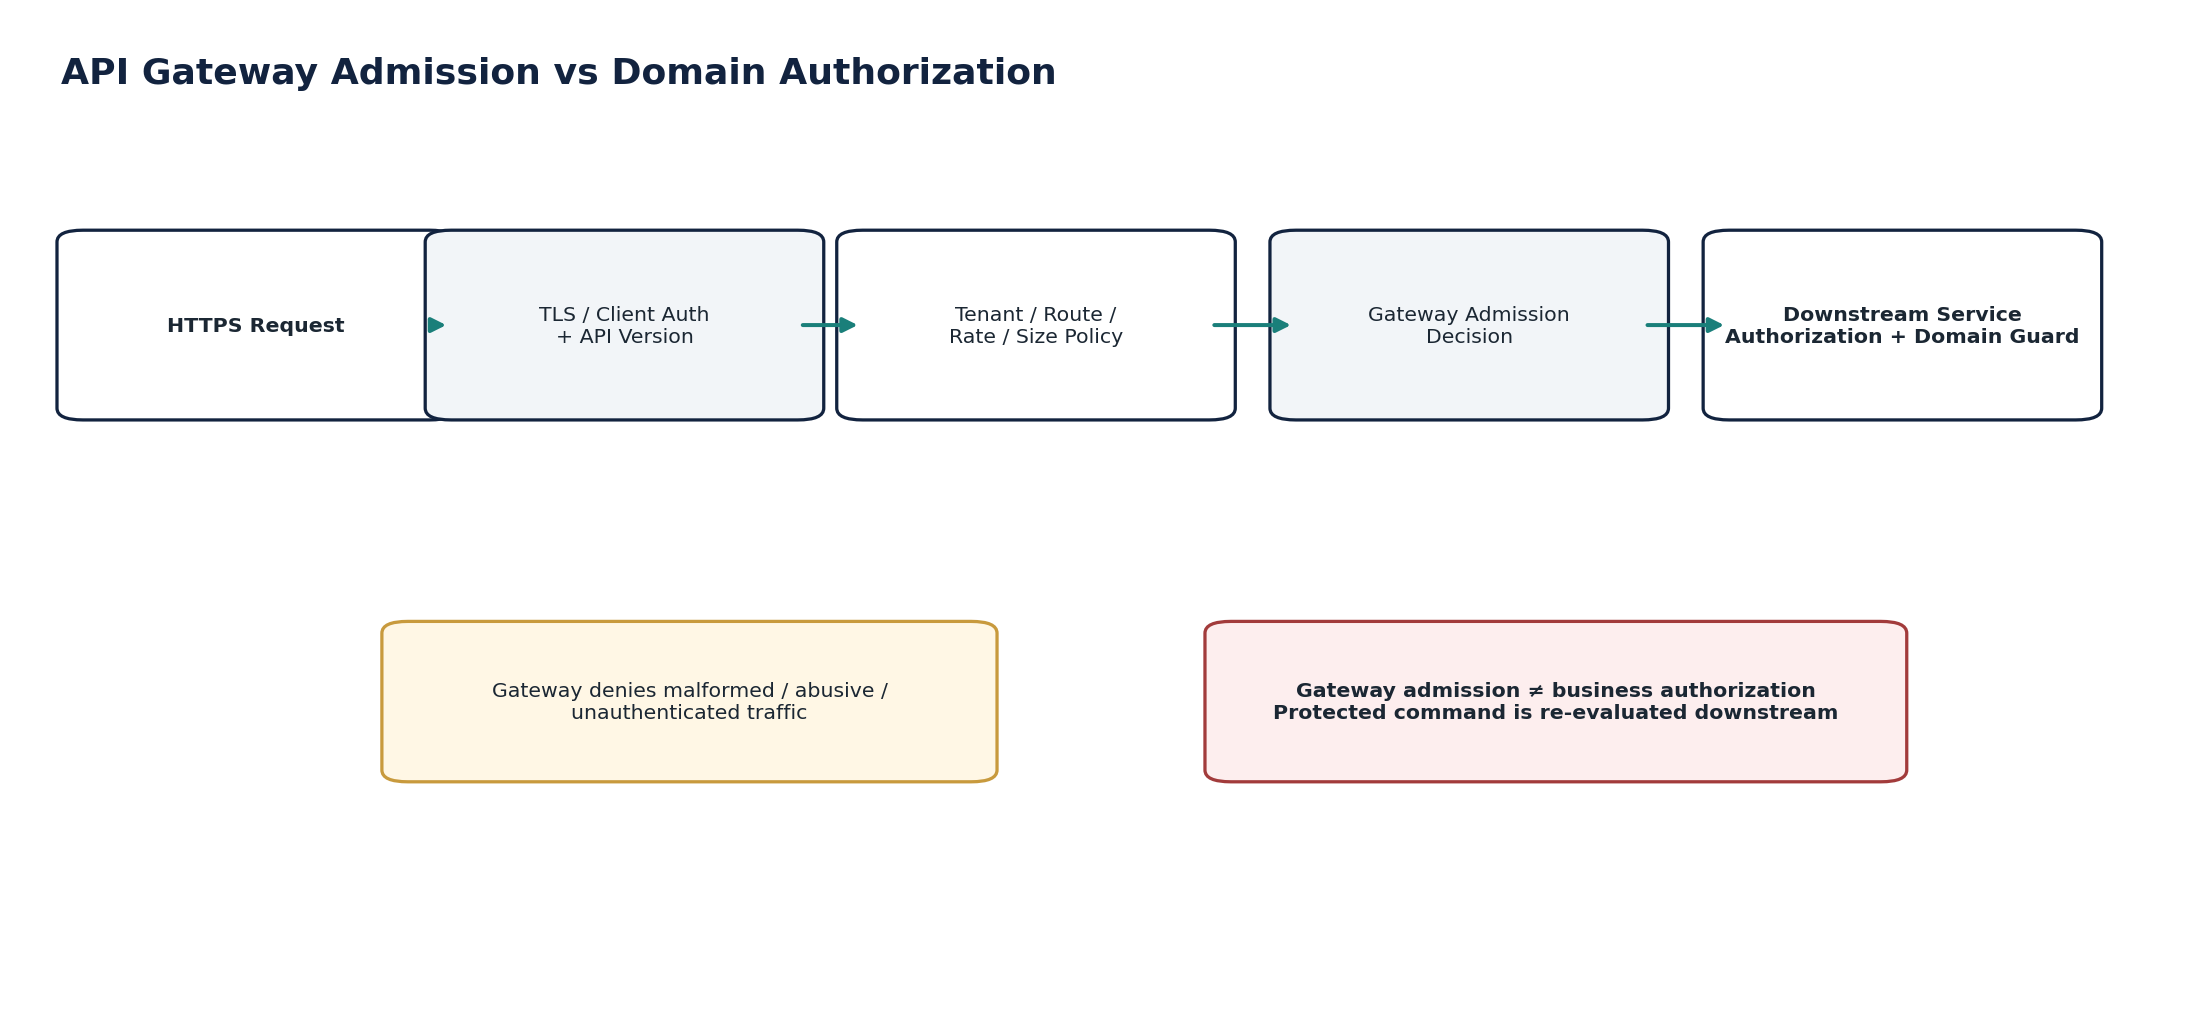 API Gateway Admission vs Domain Authorization
HTTPS Request
TLS / Client Auth
+ API Version
Tenant / Route /
Rate / Size Policy
Gateway Admission
Decision
Downstream Service
Authorization + Domain Guard
Gateway denies malformed / abusive /
unauthenticated traffic
Gateway admission ≠ business authorization
Protected command is re-evaluated downstream